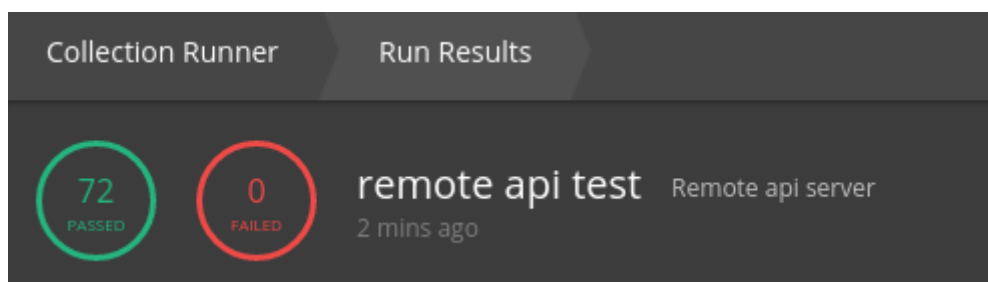 Collection Runner Run Results
72
PASSED
0
FAILED
remote api test Remote api server
2 mins ago